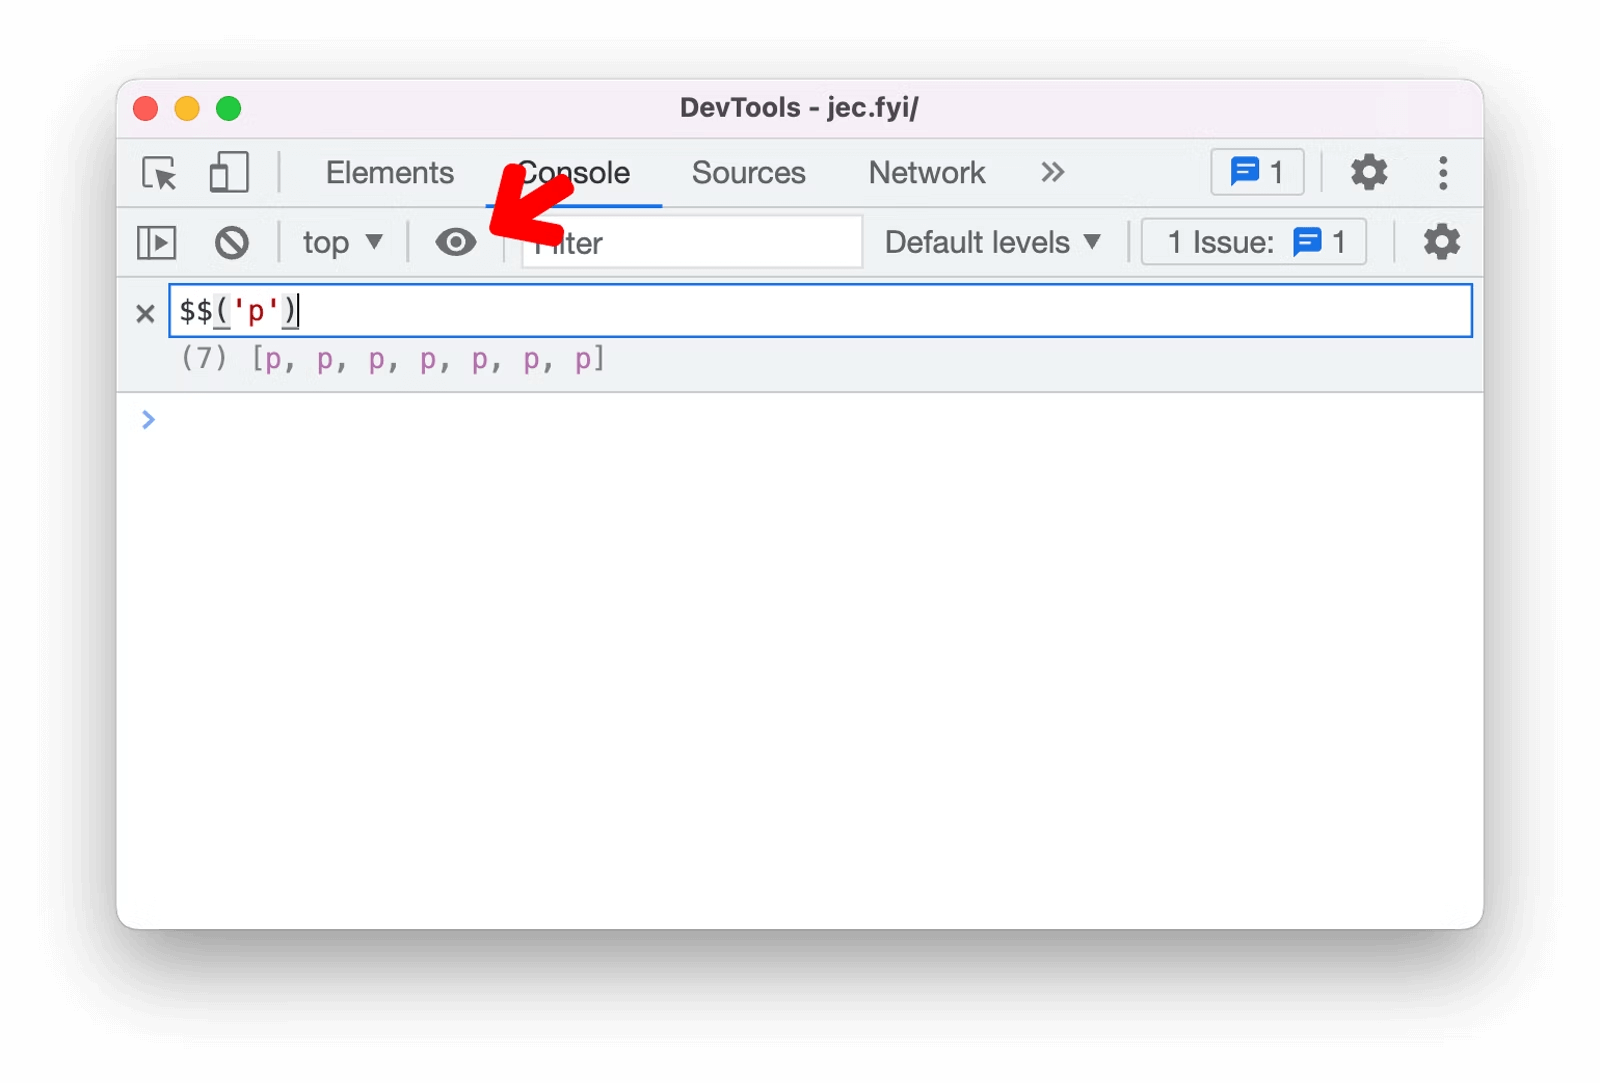 DevTools - jec.fyi/
Elements Console Sources Network 1
top Filter Default levels 1 Issue: 1
$$('p')
(7) [p, p, p, p, p, p, p]